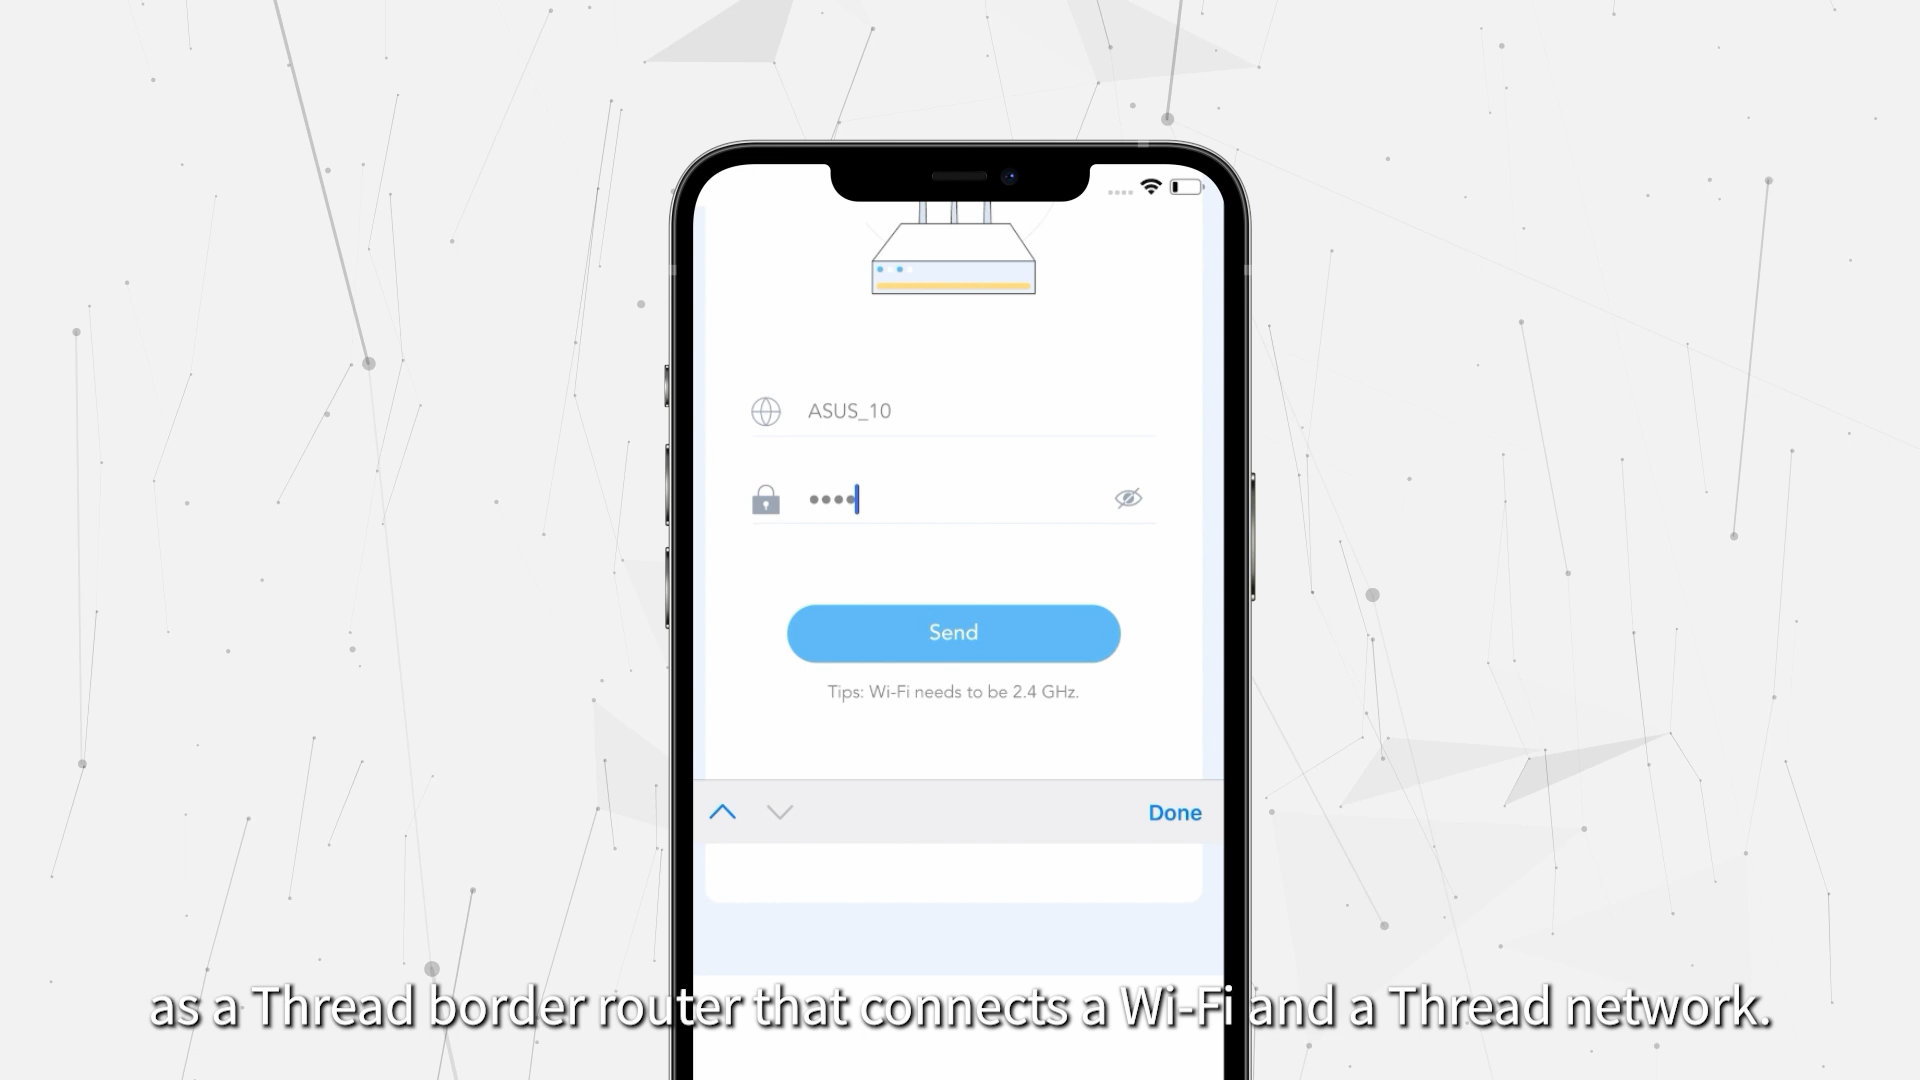 ASUS_10
••••
Send
Tips: Wi-Fi needs to be 2.4 GHz.
Done
as a Thread border router that connects a Wi-Fi and a Thread network.